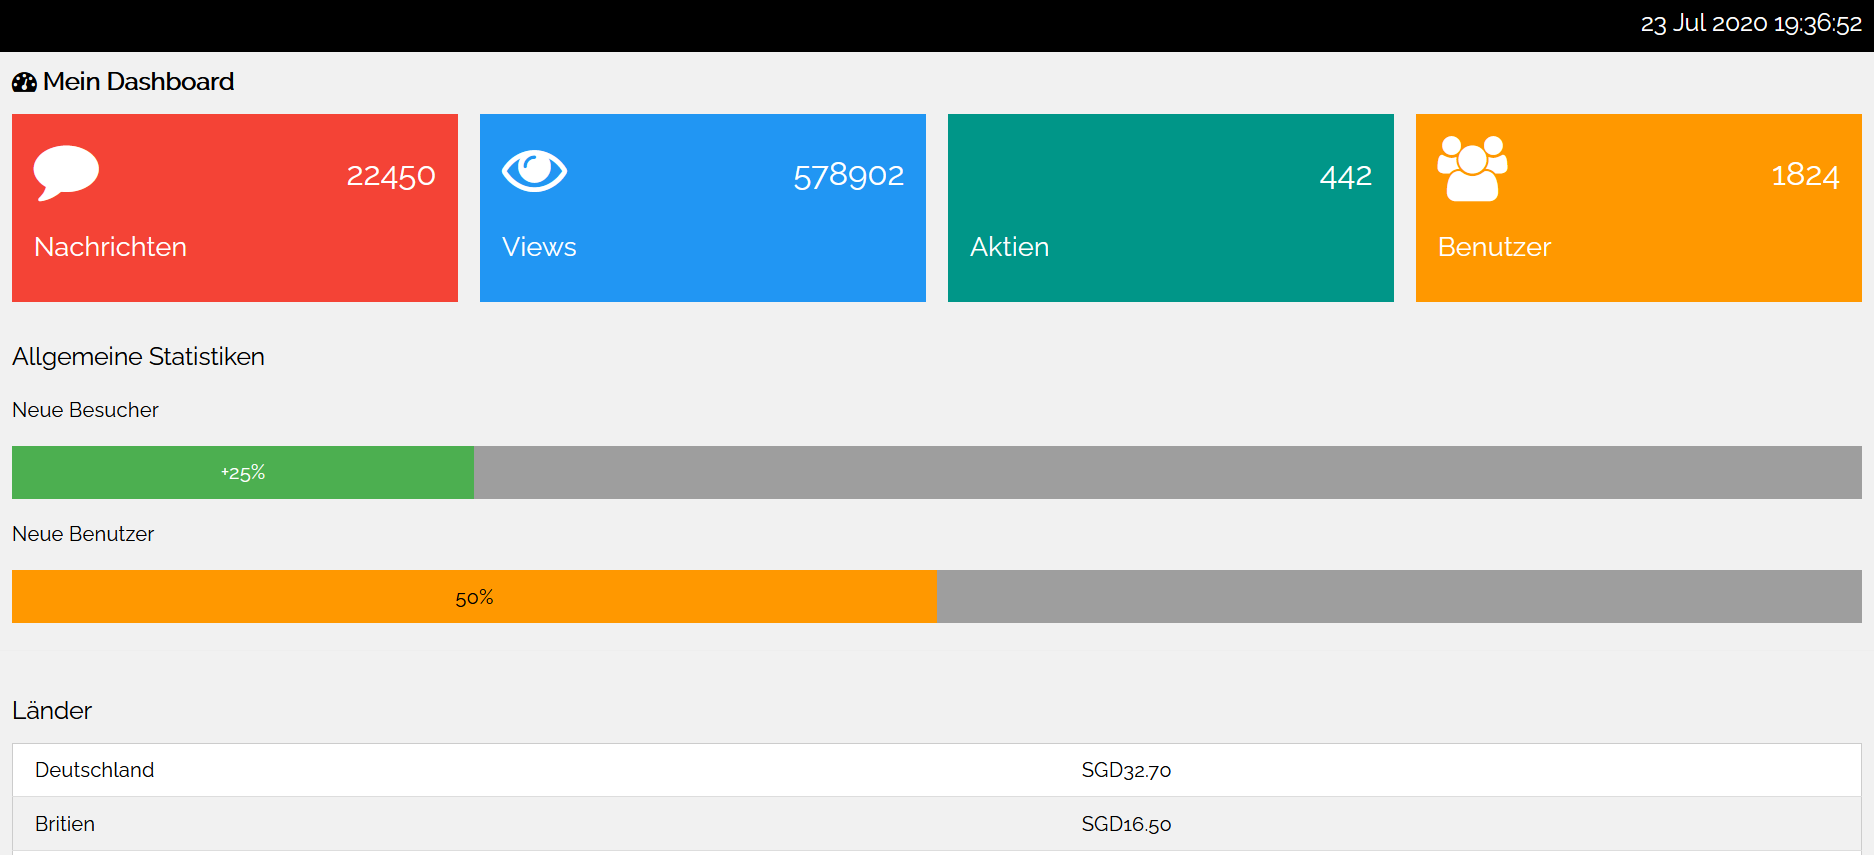 23 Jul 2020 19:36:52
Mein Dashboard
22450
Nachrichten
578902
Views
442
Aktien
1824
Benutzer
Allgemeine Statistiken
Neue Besucher
+25%
Neue Benutzer
50%
Länder
Deutschland SGD32.70
Britien SGD16.50